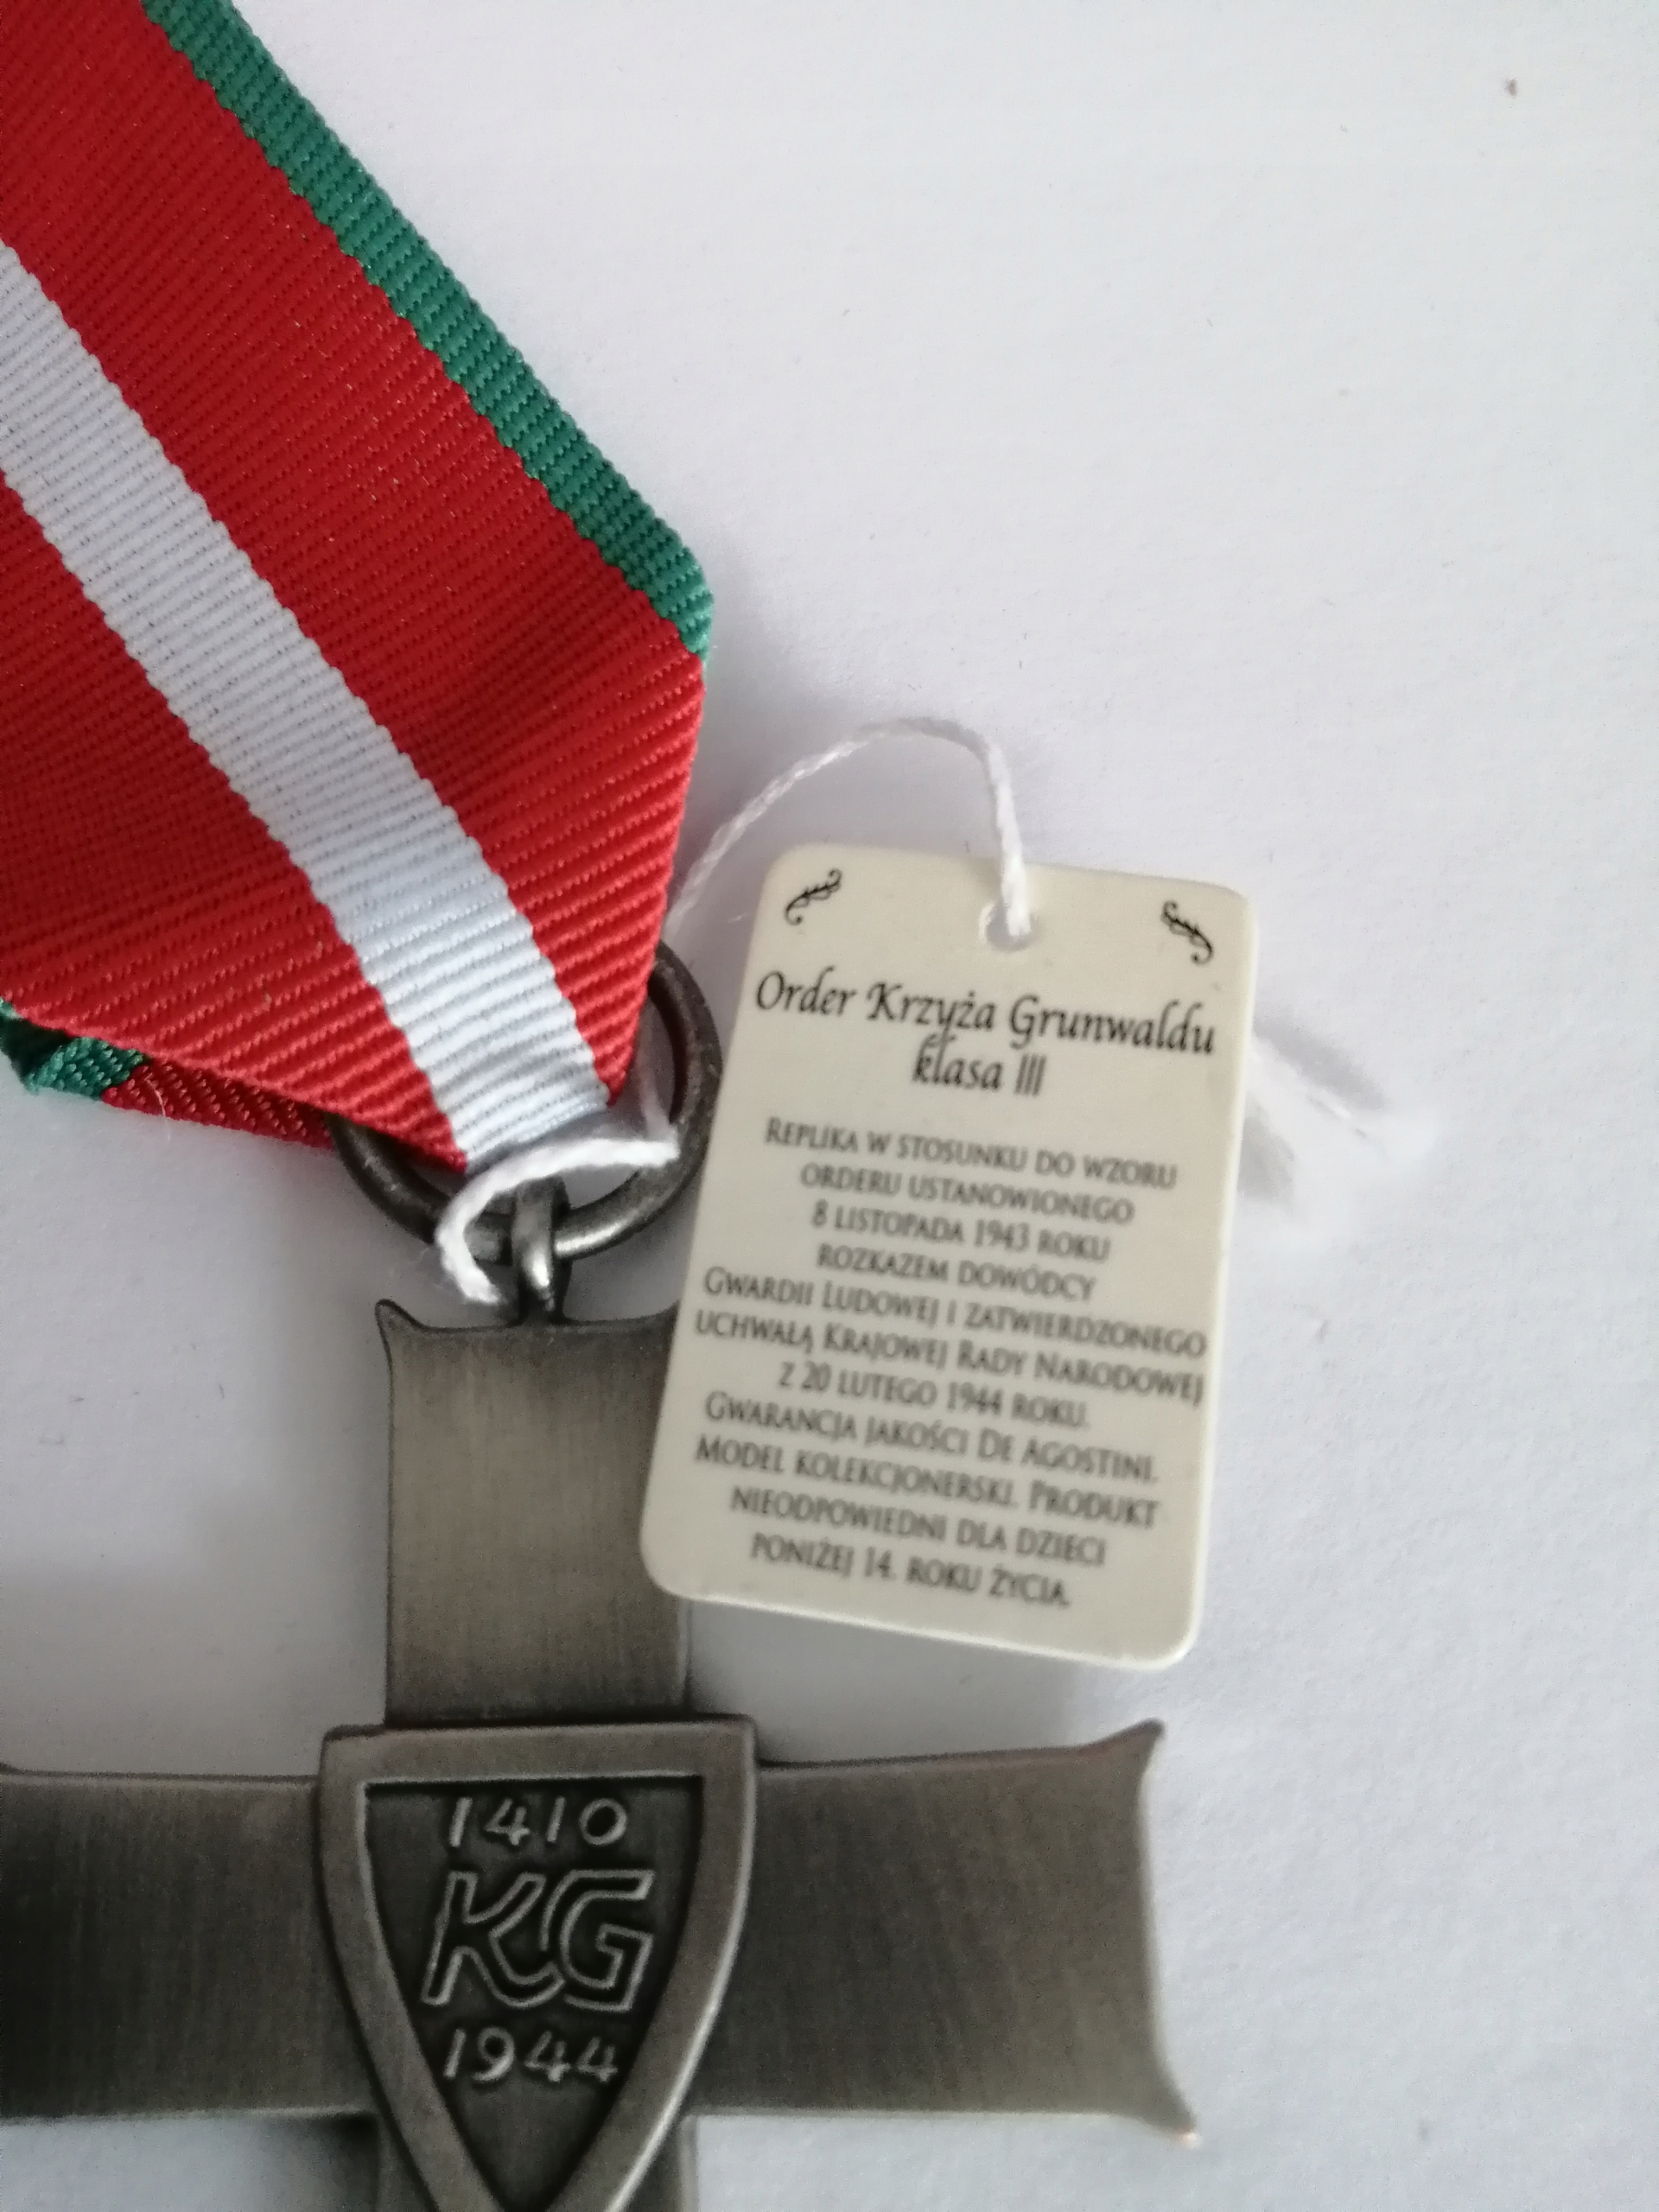 Order Krzyża Grunwaldu
klasa III
Replika w stosunku do wzoru
orderu ustanowionego
8 listopada 1943 roku
rozkazem dowódcy
Gwardii Ludowej i zatwierdzonego
uchwałą Krajowej Rady Narodowej
z 20 lutego 1944 roku.
Gwarancja jakości De Agostini.
Model kolekcjonerski. Produkt
nieodpowiedni dla dzieci
poniżej 14. roku życia.
1410
KG
1944